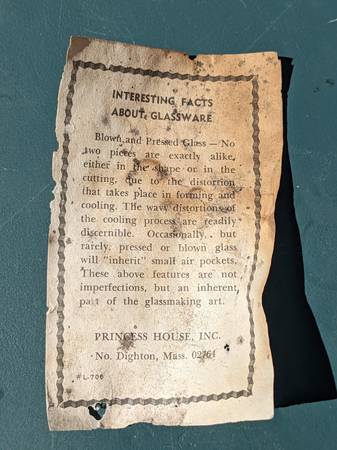 INTERESTING FACTS
ABOUT GLASSWARE
Blown and Pressed Glass — No
two pieces are exactly alike,
either in the shape or in the
cutting, due to the distortion
that takes place in forming and
cooling. The wavy distortions of
the cooling process are readily
discernible. Occasionally, but
rarely, pressed or blown glass
will "inherit" small air pockets.
These above features are not
imperfections, but an inherent
part of the glassmaking art.
PRINCESS HOUSE, INC.
No. Dighton, Mass. 02764
#L-706